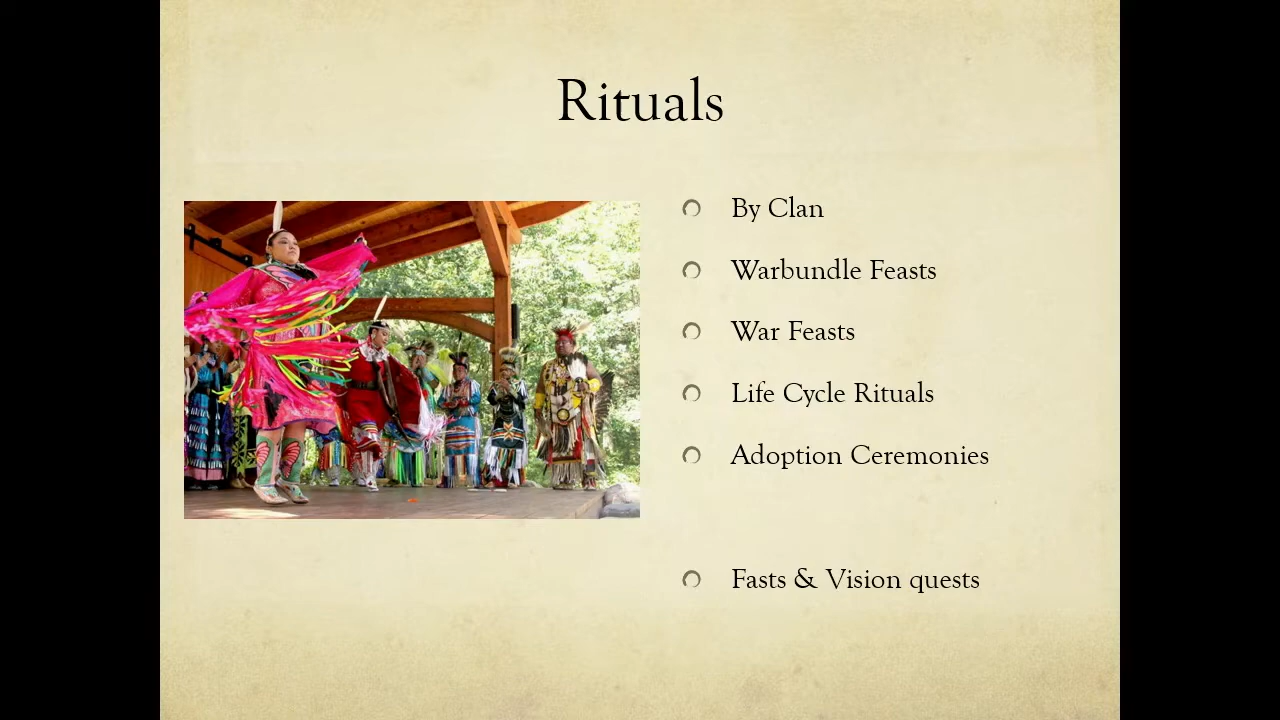 Rituals
By Clan
Warbundle Feasts
War Feasts
Life Cycle Rituals
Adoption Ceremonies
Fasts & Vision quests